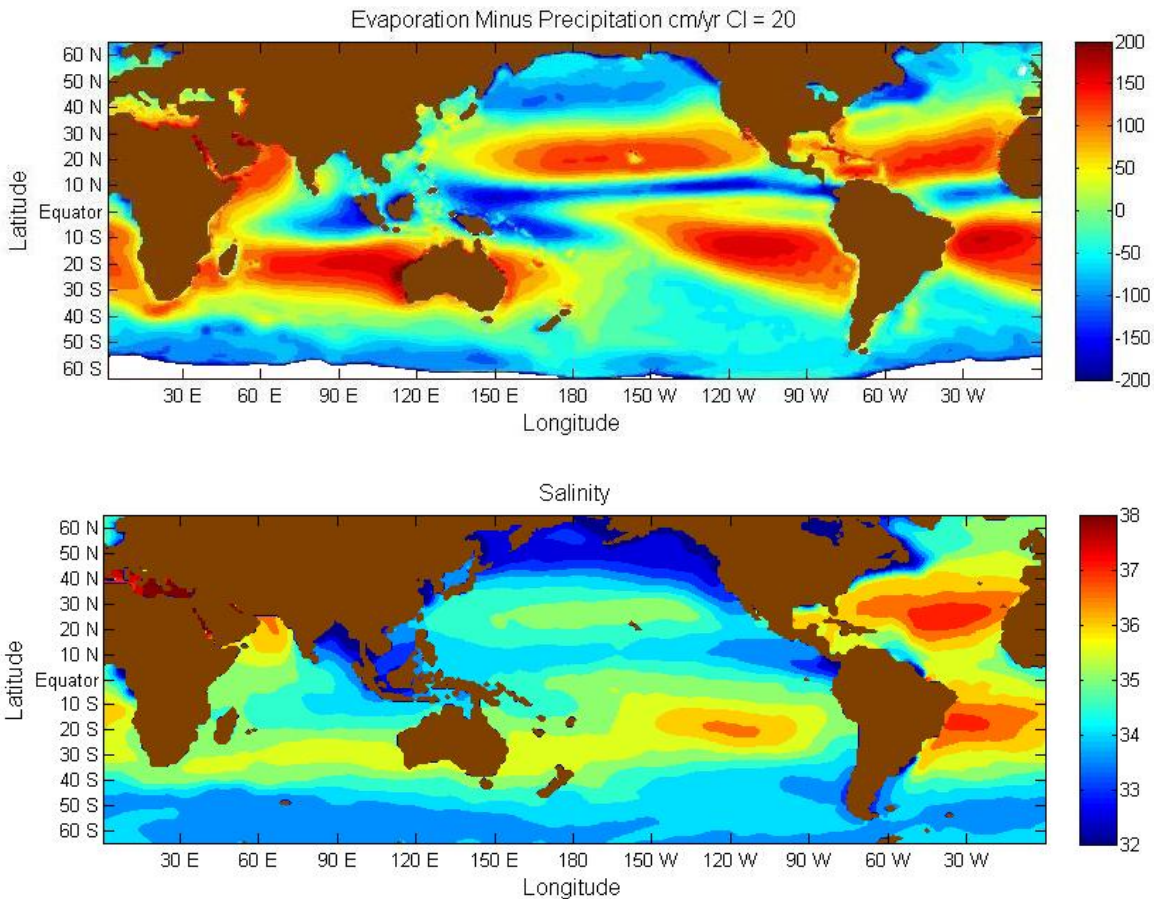 Evaporation Minus Precipitation cm/yr CI = 20
60 N
50 N
40 N
30 N
20 N
10 N
Equator
10 S
20 S
30 S
40 S
50 S
60 S
Latitude
30 E 60 E 90 E 120 E 150 E 180 150 W 120 W 90 W 60 W 30 W
Longitude
200
150
100
50
0
-50
-100
-150
-200
Salinity
60 N
50 N
40 N
30 N
20 N
10 N
Equator
10 S
20 S
30 S
40 S
50 S
60 S
Latitude
30 E 60 E 90 E 120 E 150 E 180 150 W 120 W 90 W 60 W 30 W
Longitude
38
37
36
35
34
33
32